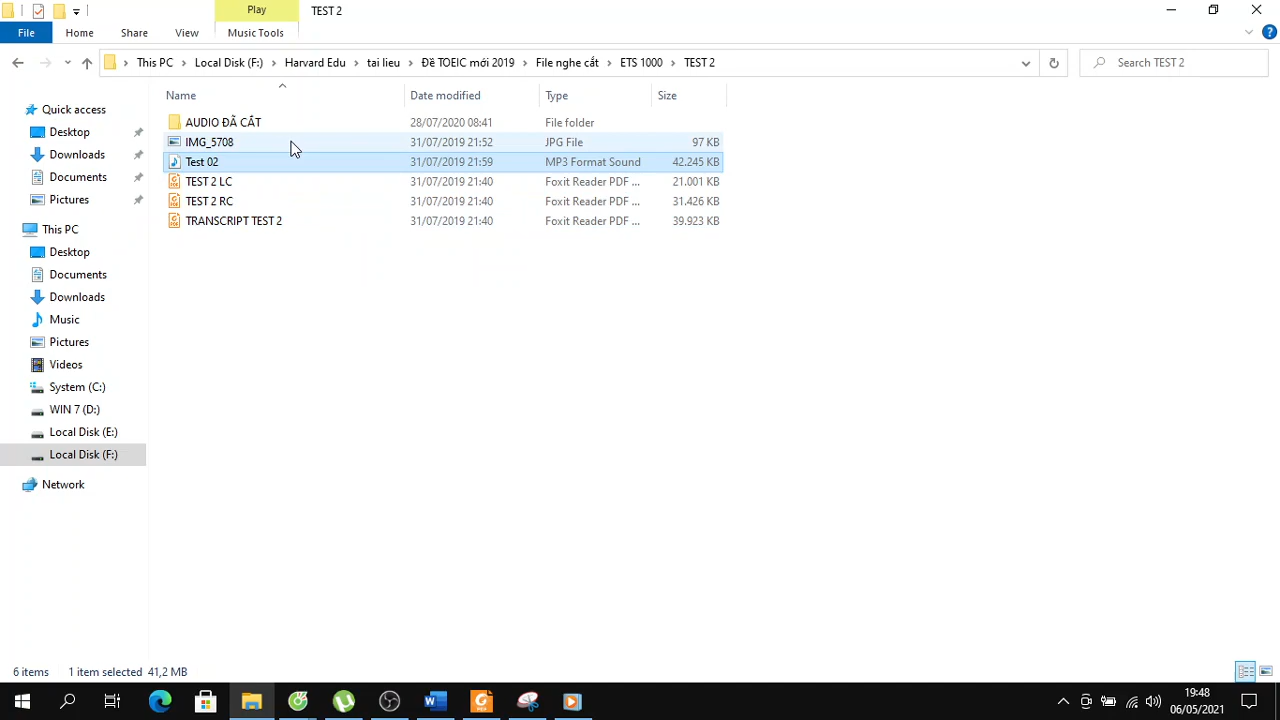 Play
TEST 2
File
Home
Share
View
Music Tools
This PC
Local Disk (F:)
Harvard Edu
tai lieu
Đề TOEIC mới 2019
File nghe cắt
ETS 1000
TEST 2
Search TEST 2
Name
Date modified
Type
Size
AUDIO ĐÃ CẮT 28/07/2020 08:41 File folder
IMG_5708 31/07/2019 21:52 JPG File 97 KB
Test 02 31/07/2019 21:59 MP3 Format Sound 42.245 KB
TEST 2 LC 31/07/2019 21:40 Foxit Reader PDF ... 21.001 KB
TEST 2 RC 31/07/2019 21:40 Foxit Reader PDF ... 31.426 KB
TRANSCRIPT TEST 2 31/07/2019 21:40 Foxit Reader PDF ... 39.923 KB
Quick access
Desktop
Downloads
Documents
Pictures
This PC
Desktop
Documents
Downloads
Music
Pictures
Videos
System (C:)
WIN 7 (D:)
Local Disk (E:)
Local Disk (F:)
Network
6 items
1 item selected 41,2 MB
19:48
06/05/2021